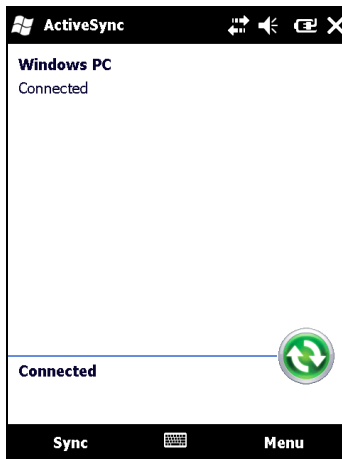 ActiveSync
Windows PC
Connected
Connected
Sync Menu